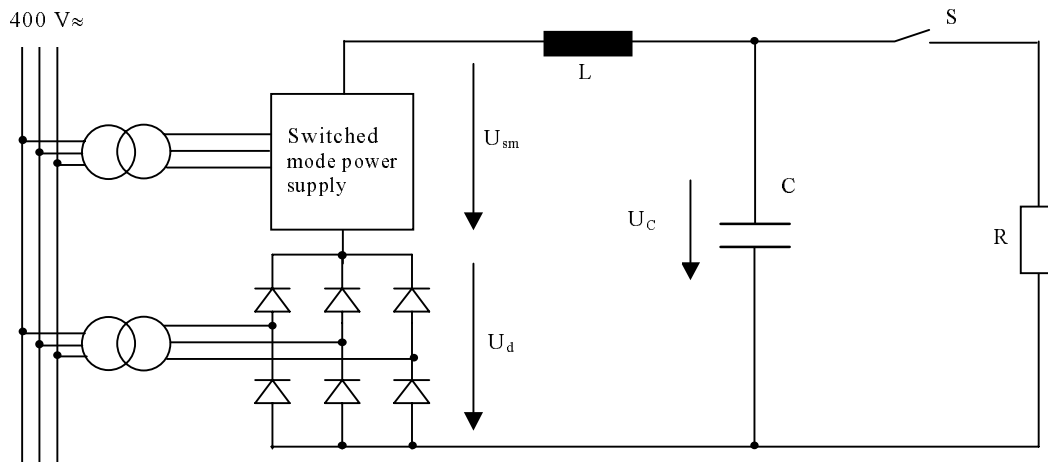 400 V≈
S
L
Switched
mode power
supply
U_sm
C
U_C
R
U_d